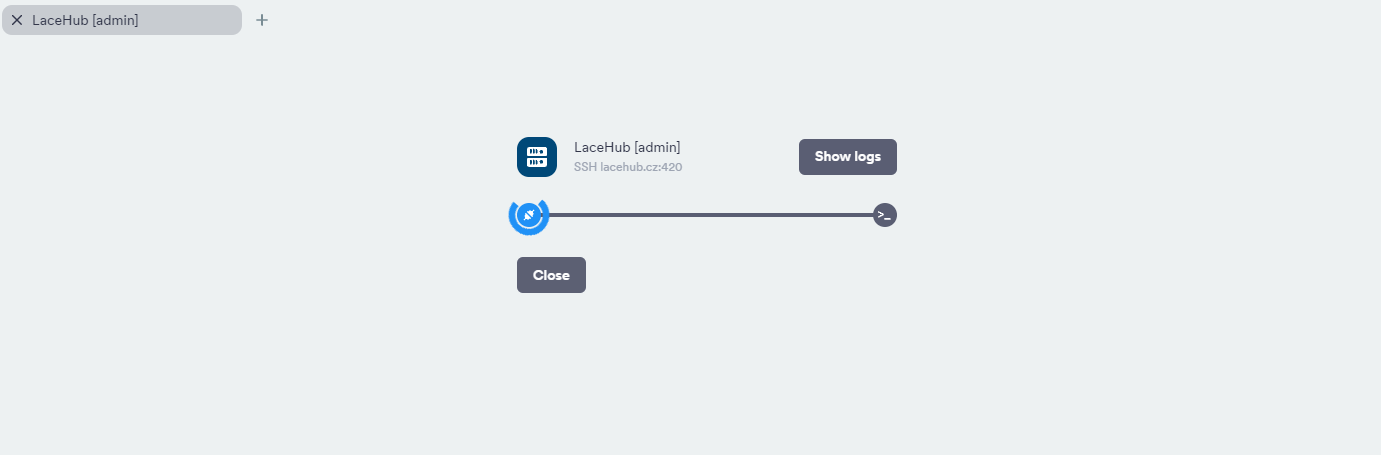 LaceHub [admin]
LaceHub [admin]
SSH lacehub.cz:420
Show logs
>_
Close